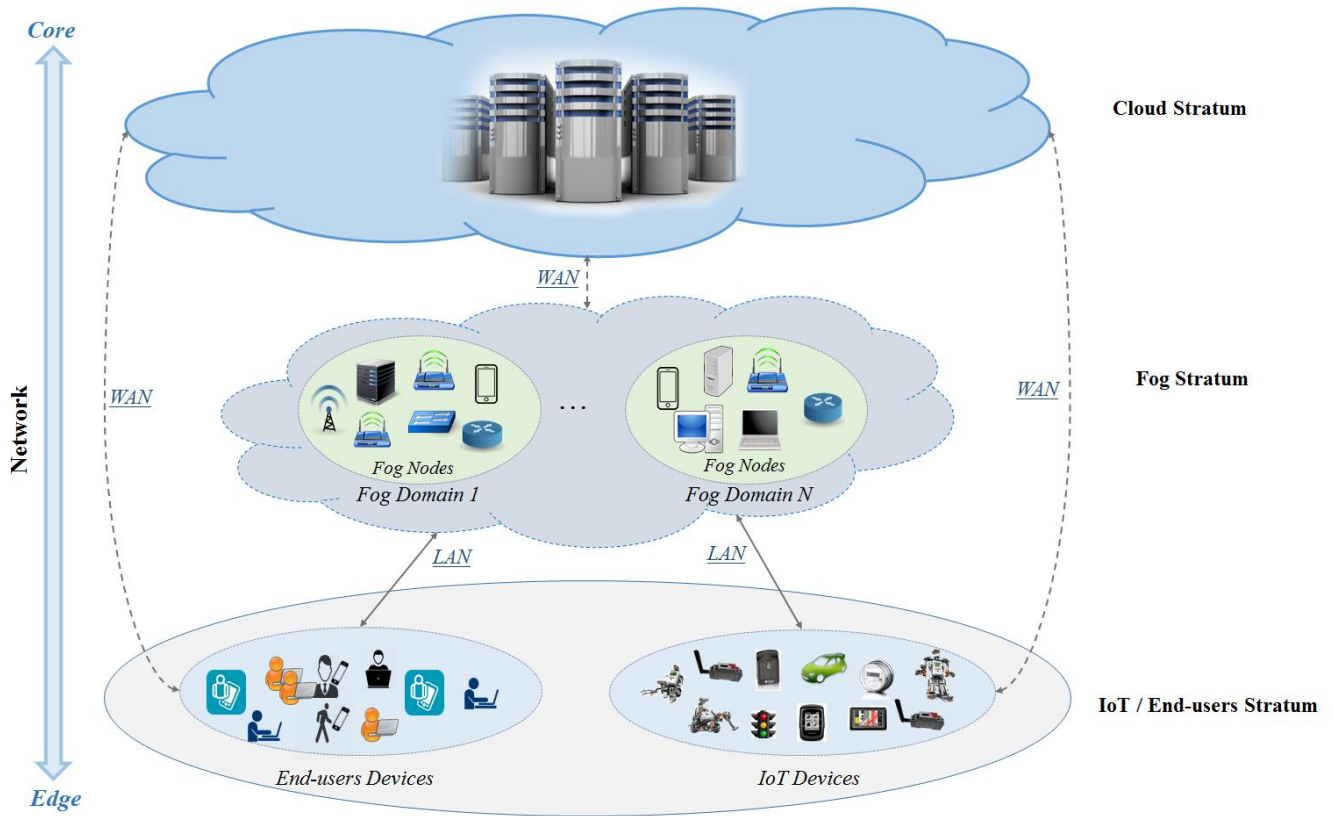 Core
Cloud Stratum
WAN
Network
WAN
WAN
Fog Stratum
...
Fog Nodes
Fog Domain 1
Fog Nodes
Fog Domain N
LAN
LAN
IoT / End-users Stratum
End-users Devices
IoT Devices
Edge